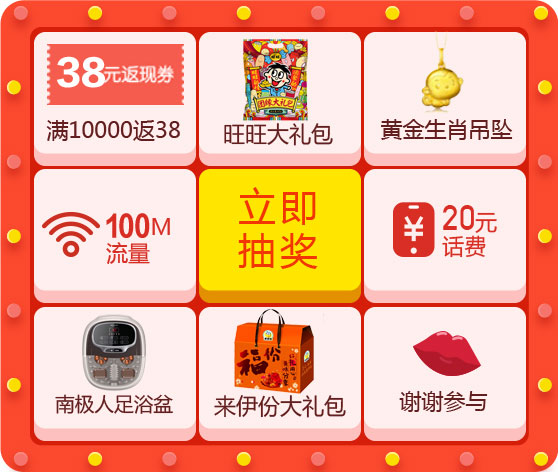 38元返现券
满10000返38
旺旺大礼包
黄金生肖吊坠
100M
流量
立即
抽奖
¥
20元
话费
南极人足浴盆
福份
来伊份大礼包
谢谢参与